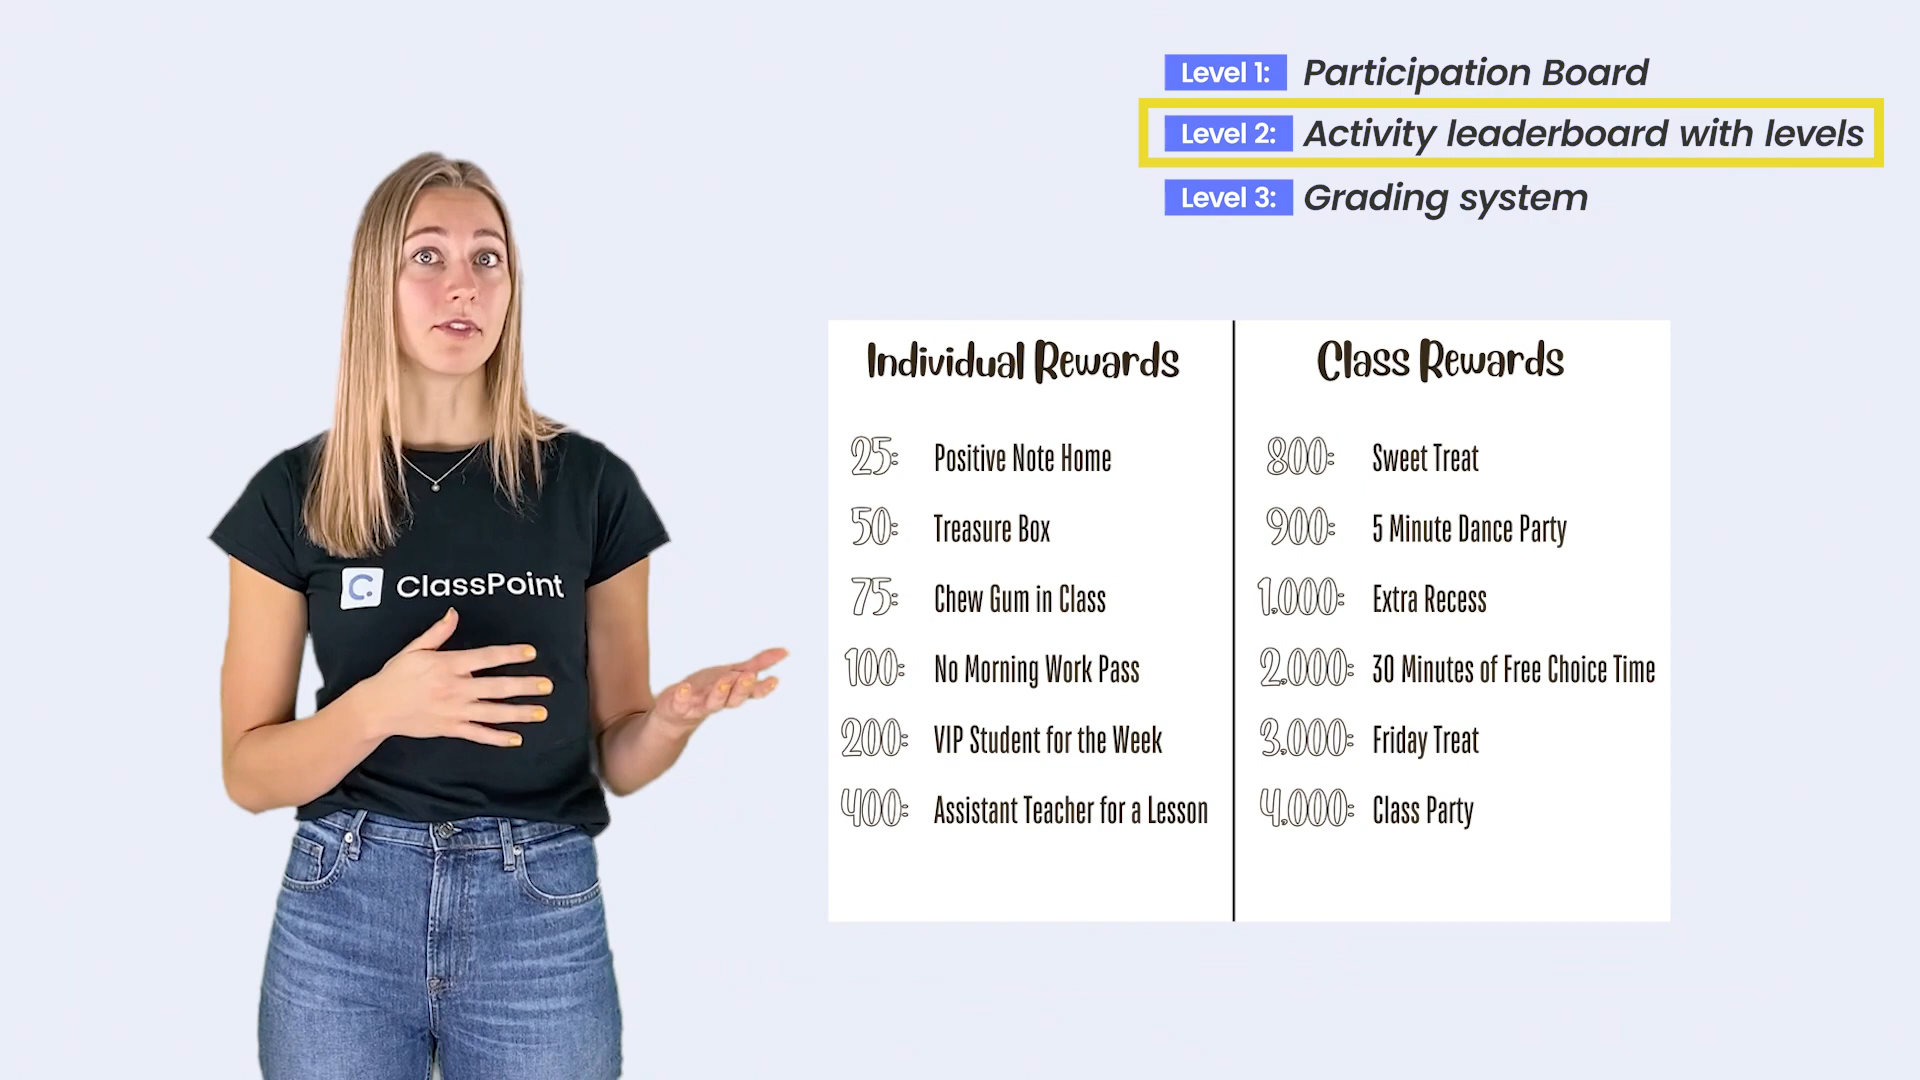 Level 1: Participation Board
Level 2: Activity leaderboard with levels
Level 3: Grading system
Individual Rewards
25: Positive Note Home
50: Treasure Box
75: Chew Gum in Class
100: No Morning Work Pass
200: VIP Student for the Week
400: Assistant Teacher for a Lesson
Class Rewards
800: Sweet Treat
900: 5 Minute Dance Party
1,000: Extra Recess
2,000: 30 Minutes of Free Choice Time
3,000: Friday Treat
4,000: Class Party
C. ClassPoint